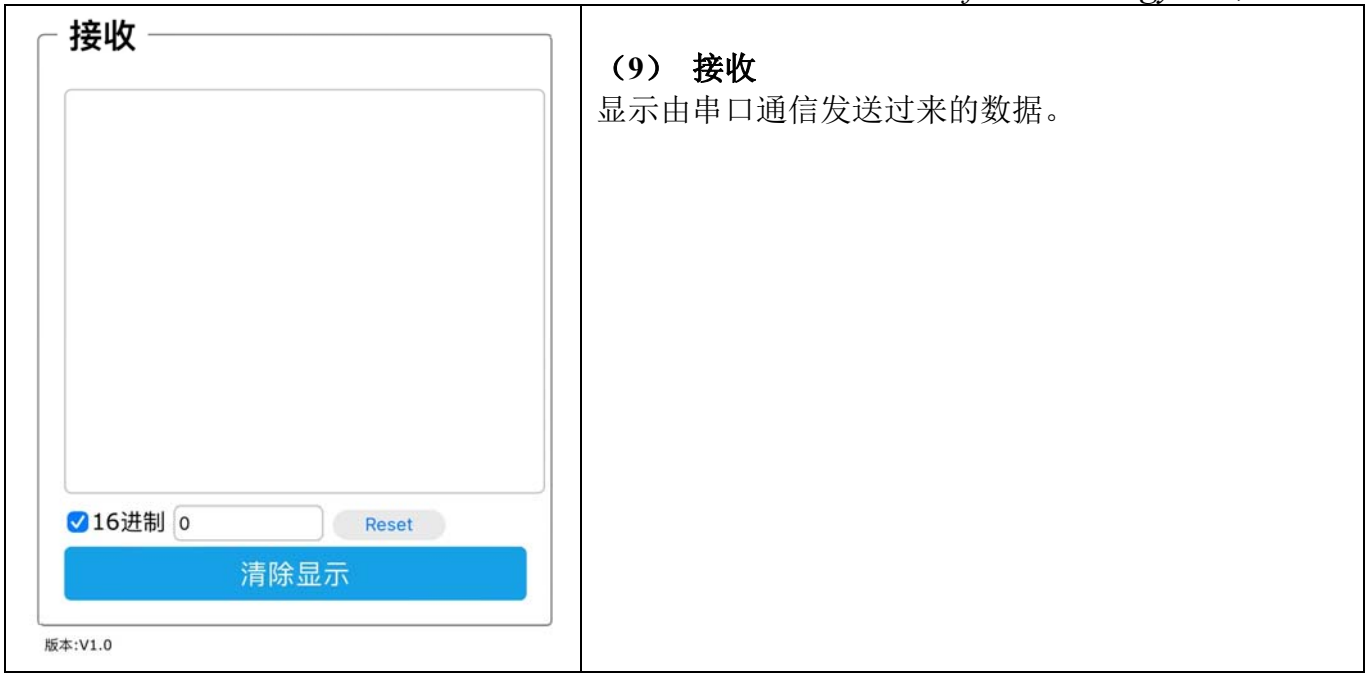 接收
16进制 0 Reset
清除显示
版本:V1.0
（9） 接收
显示由串口通信发送过来的数据。